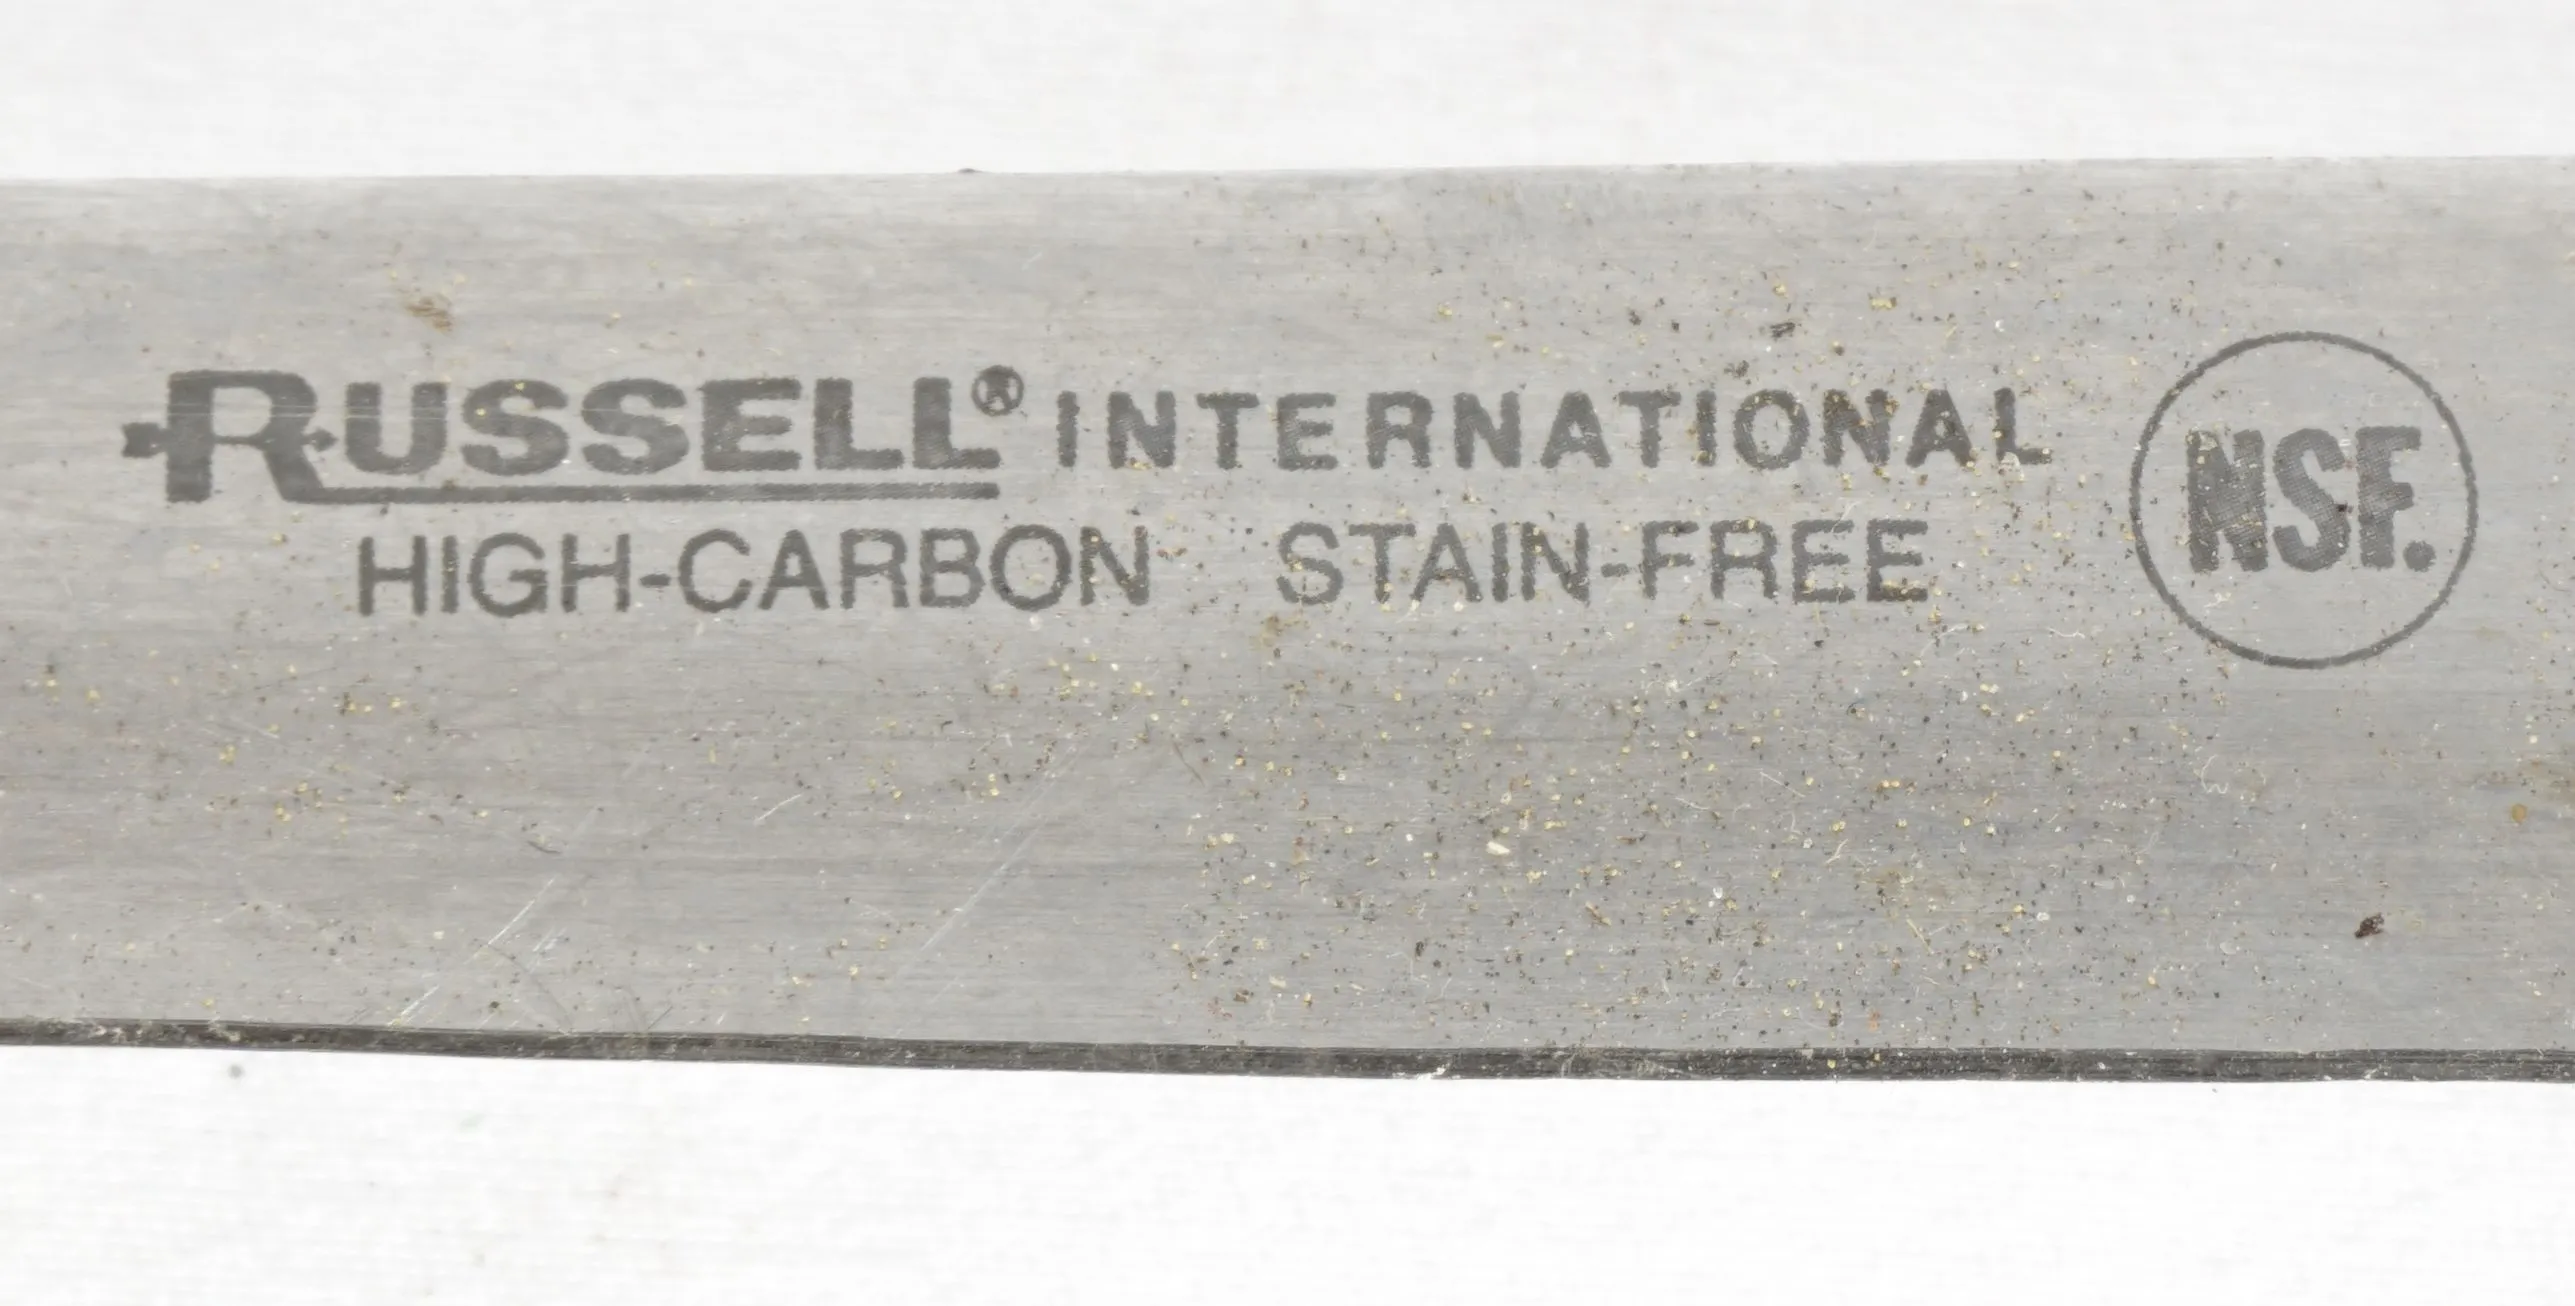 RUSSELL® INTERNATIONAL
HIGH-CARBON STAIN-FREE
NSF.